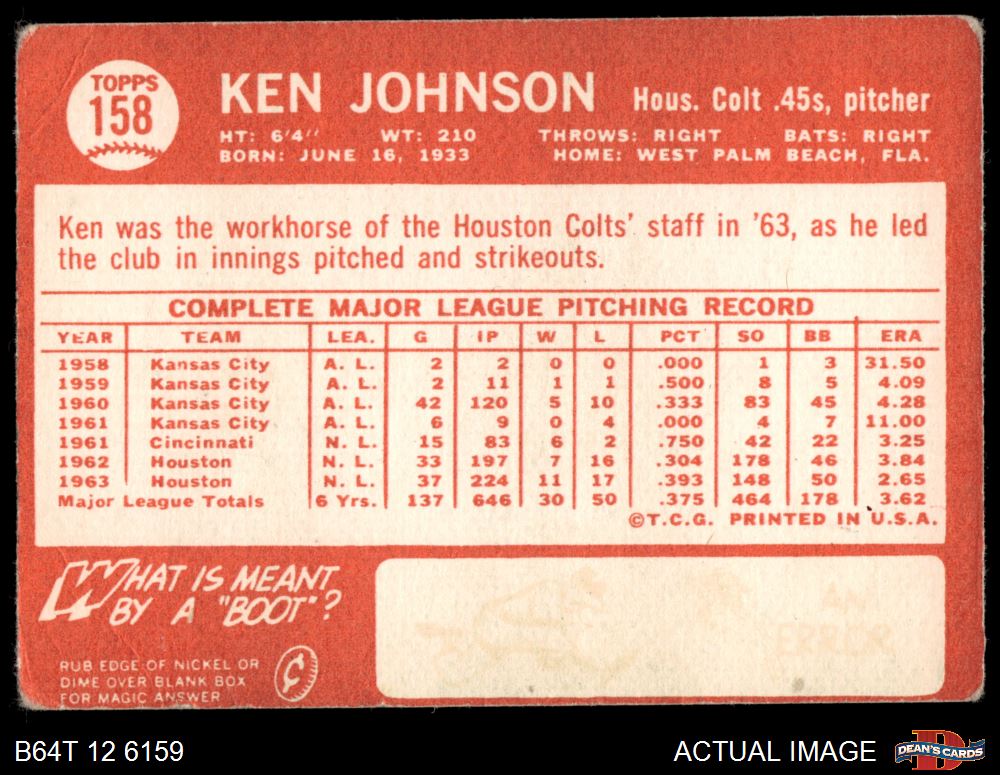 TOPPS
158
KEN JOHNSON Hous. Colt .45s, pitcher
HT: 6'4'' WT: 210 THROWS: RIGHT BATS: RIGHT
BORN: JUNE 16, 1933 HOME: WEST PALM BEACH, FLA.
Ken was the workhorse of the Houston Colts' staff in '63, as he led
the club in innings pitched and strikeouts.
COMPLETE MAJOR LEAGUE PITCHING RECORD
YEAR TEAM LEA. G IP W L PCT SO BB ERA
1958 Kansas City A. L. 2 2 0 0 .000 1 3 31.50
1959 Kansas City A. L. 2 11 1 1 .500 8 5 4.09
1960 Kansas City A. L. 42 120 5 10 .333 83 45 4.28
1961 Kansas City A. L. 6 9 0 4 .000 4 7 11.00
1961 Cincinnati N. L. 15 83 6 2 .750 42 22 3.25
1962 Houston N. L. 33 197 7 16 .304 178 46 3.84
1963 Houston N. L. 37 224 11 17 .393 148 50 2.65
Major League Totals 6 Yrs. 137 646 30 50 .375 464 178 3.62
©T.C.G. PRINTED IN U.S.A.
WHAT IS MEANT
BY A "BOOT"?
RUB EDGE OF NICKEL OR
DIME OVER BLANK BOX
FOR MAGIC ANSWER
¢
AN
ERROR
B64T 12 6159 ACTUAL IMAGE DEAN'S CARDS